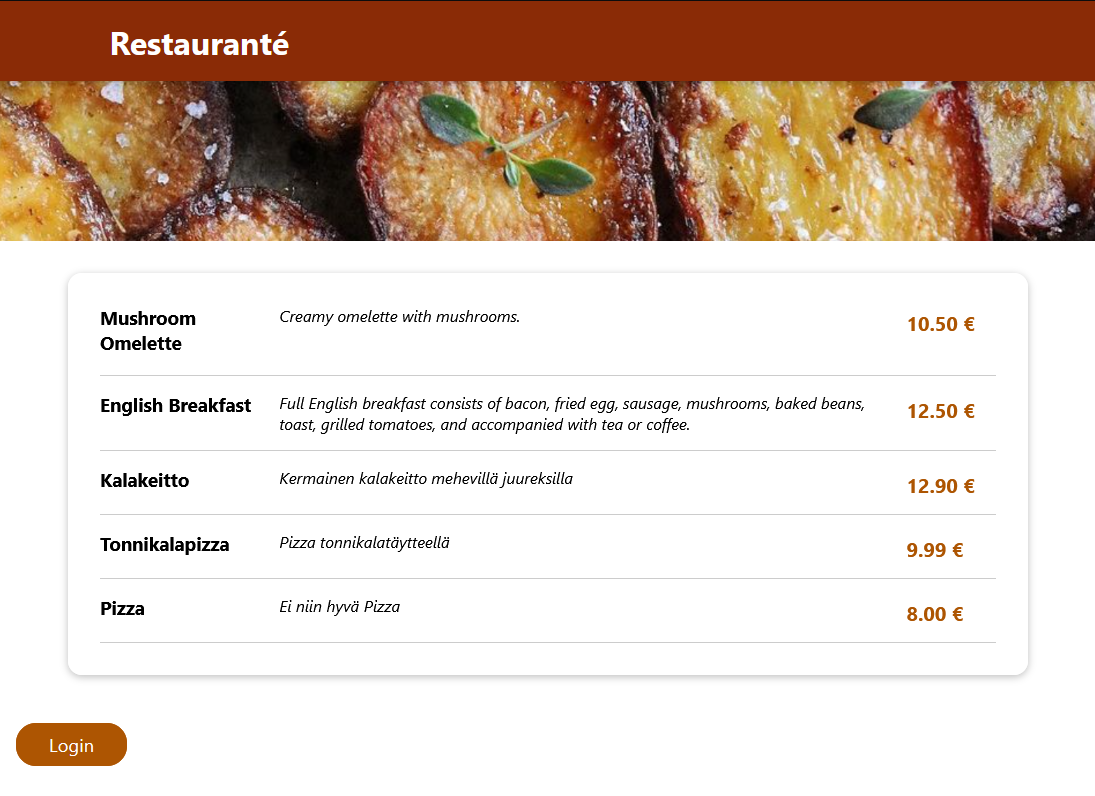 Restauranté
Mushroom
Omelette
Creamy omelette with mushrooms.
10.50 €
English Breakfast
Full English breakfast consists of bacon, fried egg, sausage, mushrooms, baked beans,
toast, grilled tomatoes, and accompanied with tea or coffee.
12.50 €
Kalakeitto
Kermainen kalakeitto mehevillä juureksilla
12.90 €
Tonnikalapizza
Pizza tonnikalatäytteellä
9.99 €
Pizza
Ei niin hyvä Pizza
8.00 €
Login